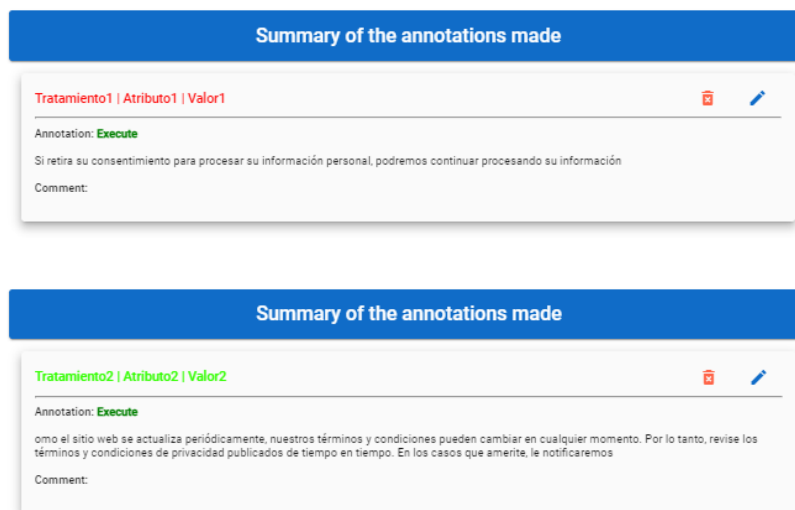 Summary of the annotations made
Tratamiento1 | Atributo1 | Valor1
Annotation: Execute
Si retira su consentimiento para procesar su información personal, podremos continuar procesando su información
Comment:
Summary of the annotations made
Tratamiento2 | Atributo2 | Valor2
Annotation: Execute
omo el sitio web se actualiza periódicamente, nuestros términos y condiciones pueden cambiar en cualquier momento. Por lo tanto, revise los
términos y condiciones de privacidad publicados de tiempo en tiempo. En los casos que amerite, le notificaremos
Comment: